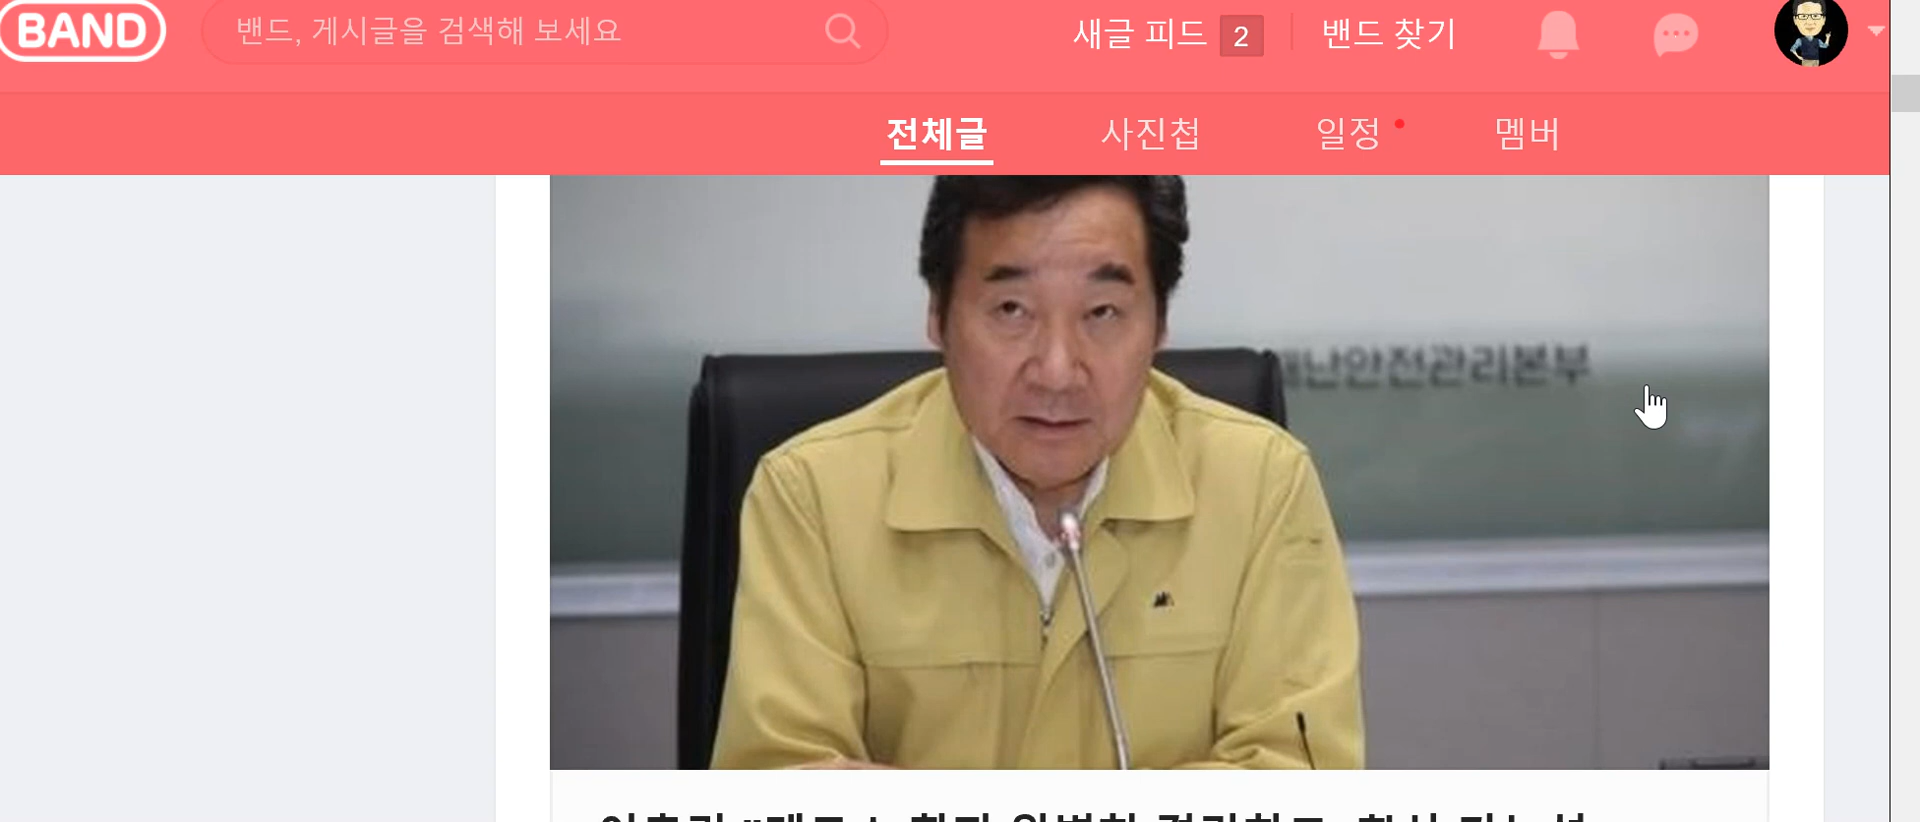 BAND
밴드, 게시글을 검색해 보세요
새글 피드 2
밴드 찾기
전체글
사진첩
일정
멤버
난안전관리본부